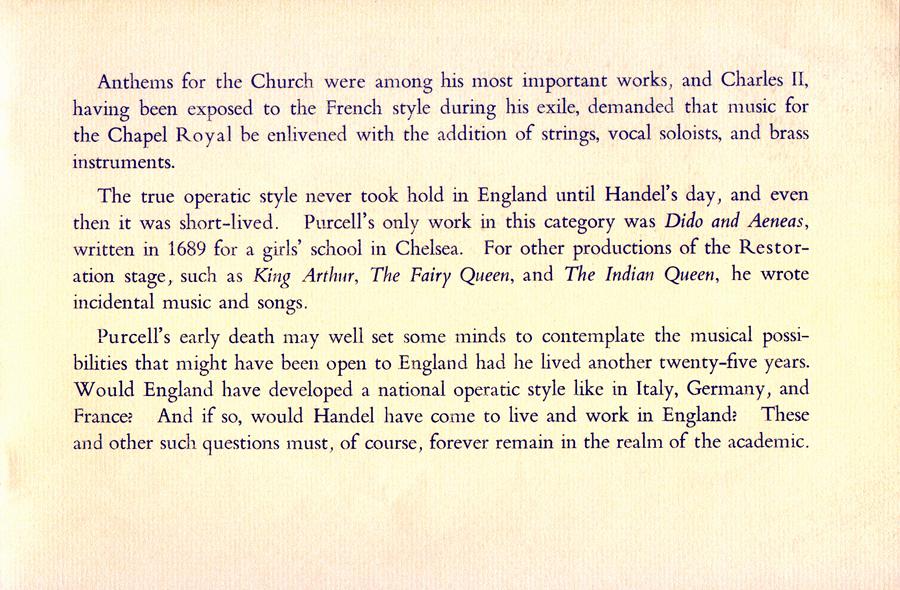 Anthems for the Church were among his most important works, and Charles II,
having been exposed to the French style during his exile, demanded that music for
the Chapel Royal be enlivened with the addition of strings, vocal soloists, and brass
instruments.
The true operatic style never took hold in England until Handel's day, and even
then it was short-lived. Purcell's only work in this category was Dido and Aeneas,
written in 1689 for a girls' school in Chelsea. For other productions of the Restor-
ation stage, such as King Arthur, The Fairy Queen, and The Indian Queen, he wrote
incidental music and songs.
Purcell's early death may well set some minds to contemplate the musical possi-
bilities that might have been open to England had he lived another twenty-five years.
Would England have developed a national operatic style like in Italy, Germany, and
France? And if so, would Handel have come to live and work in England? These
and other such questions must, of course, forever remain in the realm of the academic.